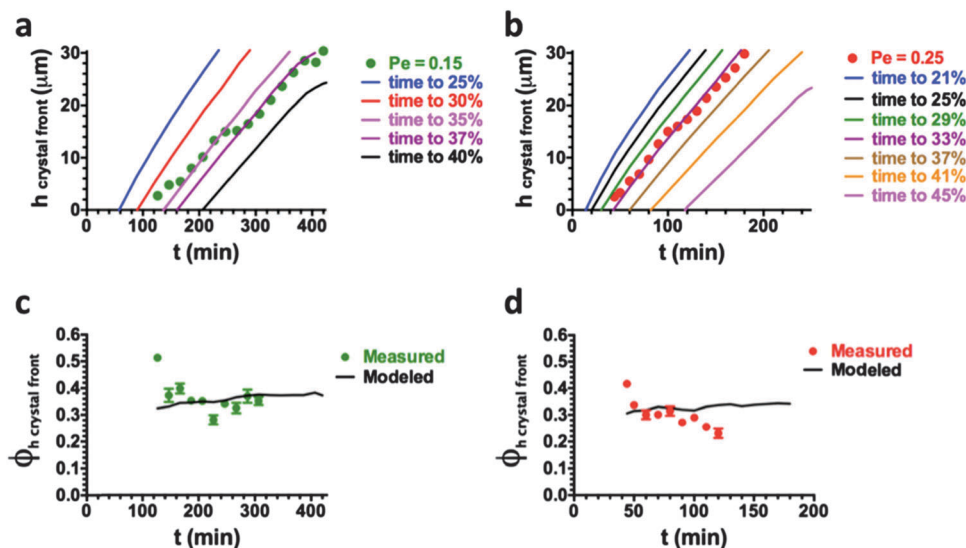 a
30
20
10
0
h crystal front (μm)
0 100 200 300 400
t (min)
Pe = 0.15
time to 25%
time to 30%
time to 35%
time to 37%
time to 40%
b
30
20
10
0
h crystal front (μm)
0 100 200
t (min)
Pe = 0.25
time to 21%
time to 25%
time to 29%
time to 33%
time to 37%
time to 41%
time to 45%
c
0.6
0.5
0.4
0.3
0.2
0.1
0.0
ϕh crystal front
0 100 200 300 400
t (min)
Measured
Modeled
d
0.6
0.5
0.4
0.3
0.2
0.1
0.0
ϕh crystal front
0 50 100 150 200
t (min)
Measured
Modeled